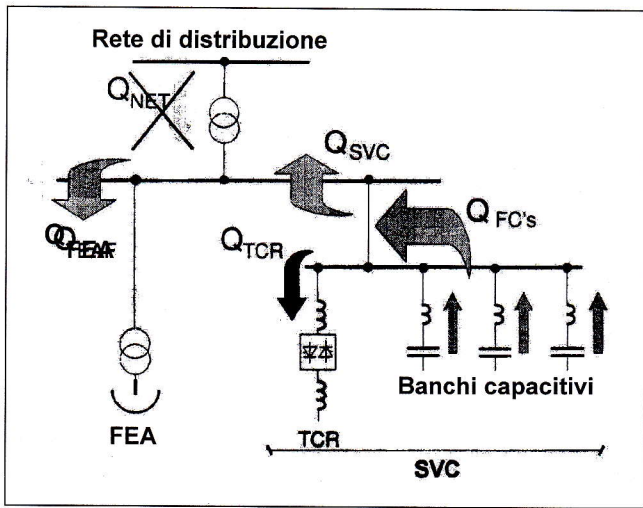 Rete di distribuzione
QNET
QSVC
QFC's
QTCR
Banchi capacitivi
FEA
TCR
SVC